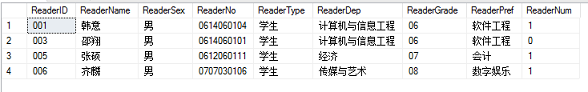 ReaderID ReaderName ReaderSex ReaderNo ReaderType ReaderDep ReaderGrade ReaderPref ReaderNum
1 001 韩意 男 0614060104 学生 计算机与信息工程 06 软件工程 1
2 003 邵翔 男 0614060101 学生 计算机与信息工程 06 软件工程 0
3 005 张硕 男 0612060111 学生 经济 07 会计 1
4 006 亦麟 男 0707030106 学生 传媒与艺术 08 数字娱乐 1